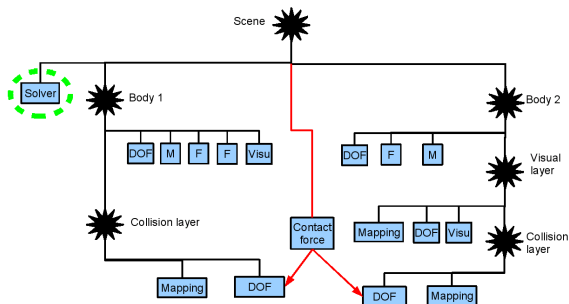 Scene
Solver
Body 1
Body 2
DOF
M
F
F
Visu
DOF
F
M
Visual
layer
Collision layer
Contact
force
Mapping
DOF
Visu
Collision
layer
Mapping
DOF
DOF
Mapping